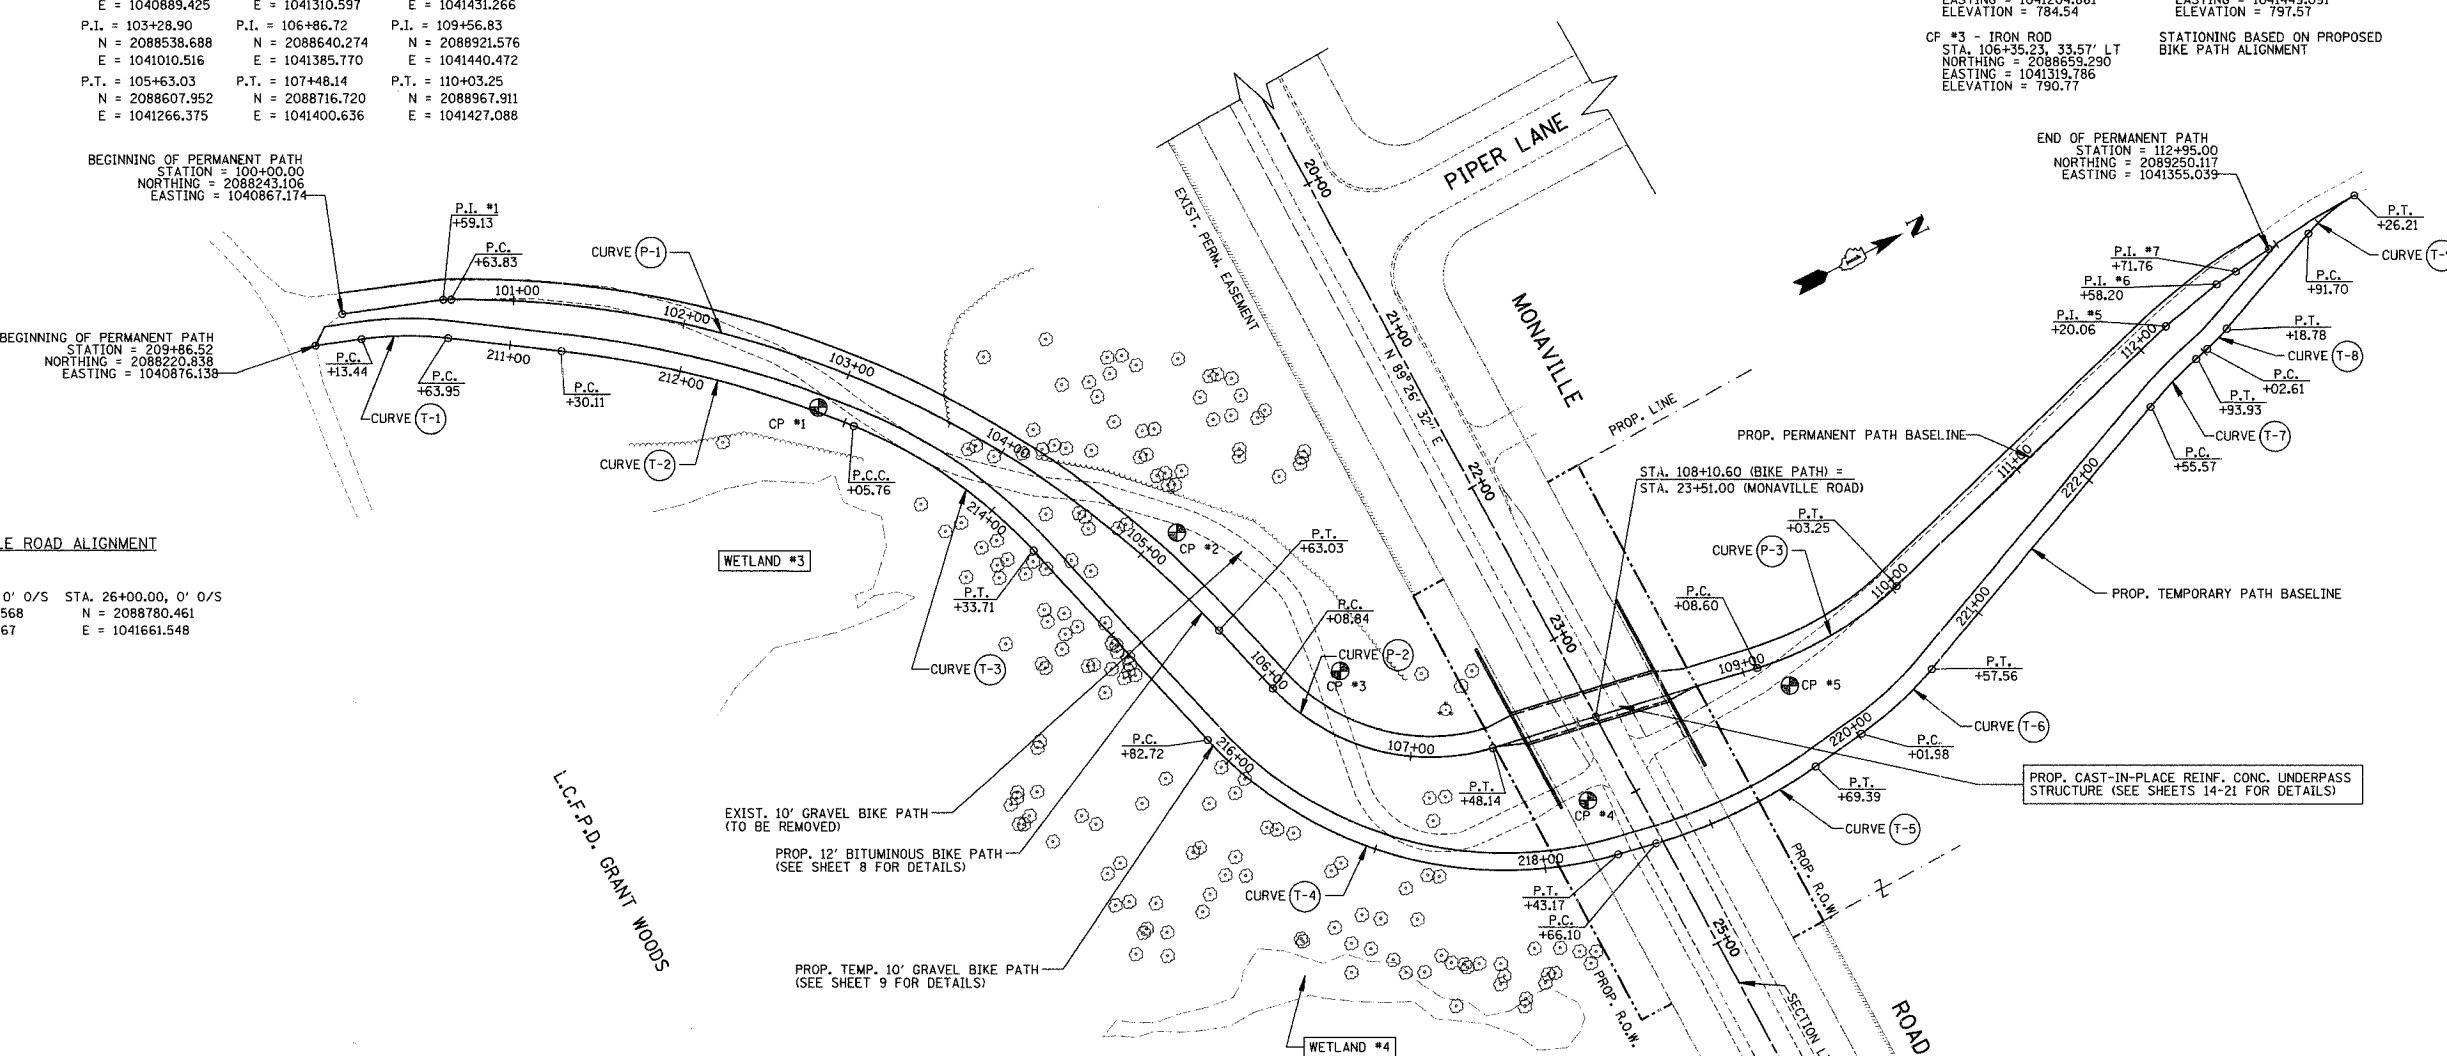 E = 1040889.425 E = 1041310.597 E = 1041431.266
P.I. = 103+28.90 P.I. = 106+86.72 P.I. = 109+56.83
N = 2088538.688 N = 2088640.274 N = 2088921.576
E = 1041010.516 E = 1041385.770 E = 1041440.472
P.T. = 105+63.03 P.T. = 107+48.14 P.T. = 110+03.25
N = 2088607.952 N = 2088716.720 N = 2088967.911
E = 1041266.375 E = 1041400.636 E = 1041427.088
ELEVATION = 784.54 ELEVATION = 797.57
CP #3 - IRON ROD
STA. 106+35.23, 33.57' LT
NORTHING = 2088659.290
EASTING = 1041319.786
ELEVATION = 790.77
STATIONING BASED ON PROPOSED
BIKE PATH ALIGNMENT
BEGINNING OF PERMANENT PATH
STATION = 100+00.00
NORTHING = 2088243.106
EASTING = 1040867.174
END OF PERMANENT PATH
STATION = 112+95.00
NORTHING = 2089250.117
EASTING = 1041355.039
P.I. #1
+59.13
P.C.
+63.83
CURVE P-1
101+00
102+00
103+00
104+00
105+00
106+00
107+00
109+00
110+00
111+00
112+00
BEGINNING OF PERMANENT PATH
STATION = 209+86.52
NORTHING = 2088220.838
EASTING = 1040876.138
P.C.
+13.44
P.C.
+63.95
P.C.
+30.11
CURVE T-1
211+00
212+00
CP #1
CURVE T-2
P.C.C.
+05.76
214+00
WETLAND #3
P.T.
+33.71
CURVE T-3
CP #2
P.T.
+63.03
P.C.
+08.84
CURVE P-2
CP #3
P.C.
+82.72
216+00
P.T.
+48.14
EXIST. 10' GRAVEL BIKE PATH
(TO BE REMOVED)
PROP. 12' BITUMINOUS BIKE PATH
(SEE SHEET 8 FOR DETAILS)
PROP. TEMP. 10' GRAVEL BIKE PATH
(SEE SHEET 9 FOR DETAILS)
CURVE T-4
218+00
P.T.
+43.17
P.C.
+66.10
CP #4
WETLAND #4
L.C.F.P.D. GRANT WOODS
LE ROAD ALIGNMENT
0' O/S STA. 26+00.00, 0' O/S
568 N = 2088780.461
67 E = 1041661.548
EXIST. PERM. EASEMENT
PIPER LANE
MONAVILLE
ROAD
20+00
21+00
N 89° 26' 32" E
22+00
23+00
25+00
PROP. LINE
PROP. PERMANENT PATH BASELINE
STA. 108+10.60 (BIKE PATH) =
STA. 23+51.00 (MONAVILLE ROAD)
P.T.
+03.25
CURVE P-3
P.C.
+08.60
CP #5
N
1
P.I. #7
+71.76
P.I. #6
+58.20
P.I. #5
+20.06
P.T.
+26.21
CURVE
P.C.
+91.70
P.T.
+18.78
CURVE T-8
P.C.
+02.61
P.T.
+93.93
CURVE T-7
P.C.
+55.57
222+00
221+00
PROP. TEMPORARY PATH BASELINE
P.T.
+57.56
CURVE T-6
220+00
P.C.
+01.98
P.T.
+69.39
CURVE T-5
PROP. CAST-IN-PLACE REINF. CONC. UNDERPASS
STRUCTURE (SEE SHEETS 14-21 FOR DETAILS)
PROP. R.O.W.
PROP. R.O.W.
SECTION